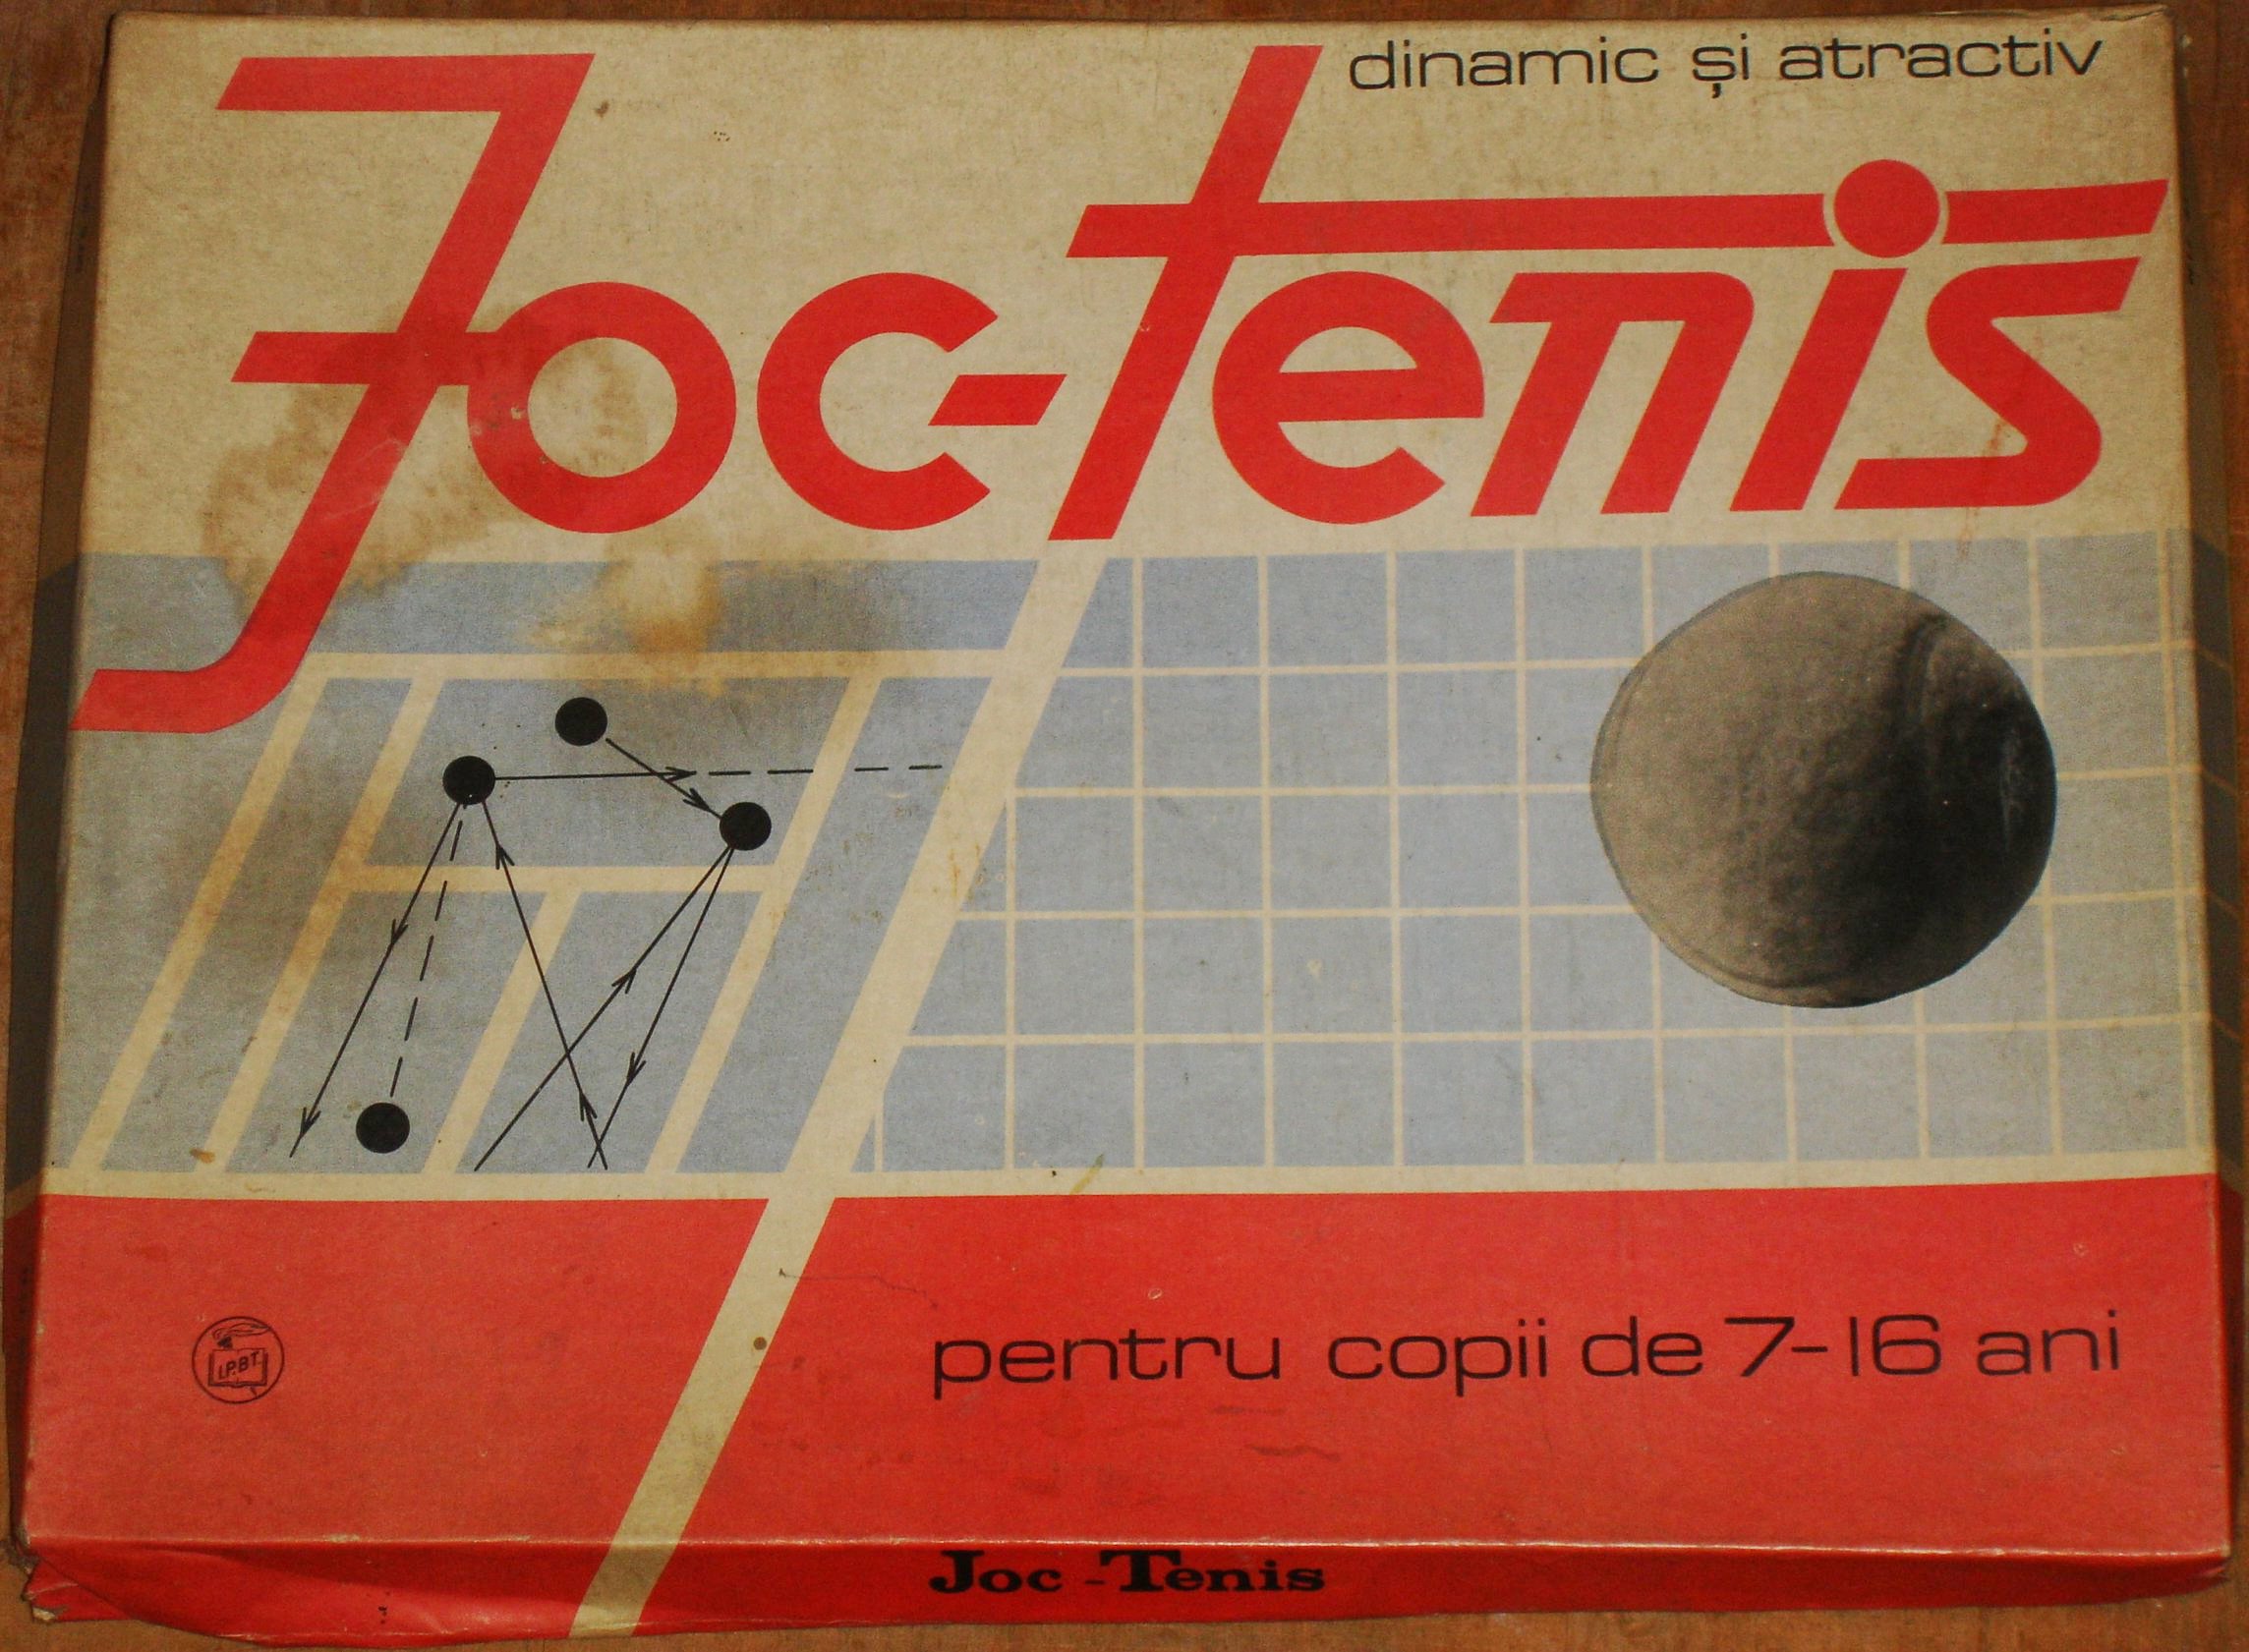 dinamic și atractiv
Joc-tenis
I.P.B.T.
pentru copii de 7-16 ani
Joc-Tenis